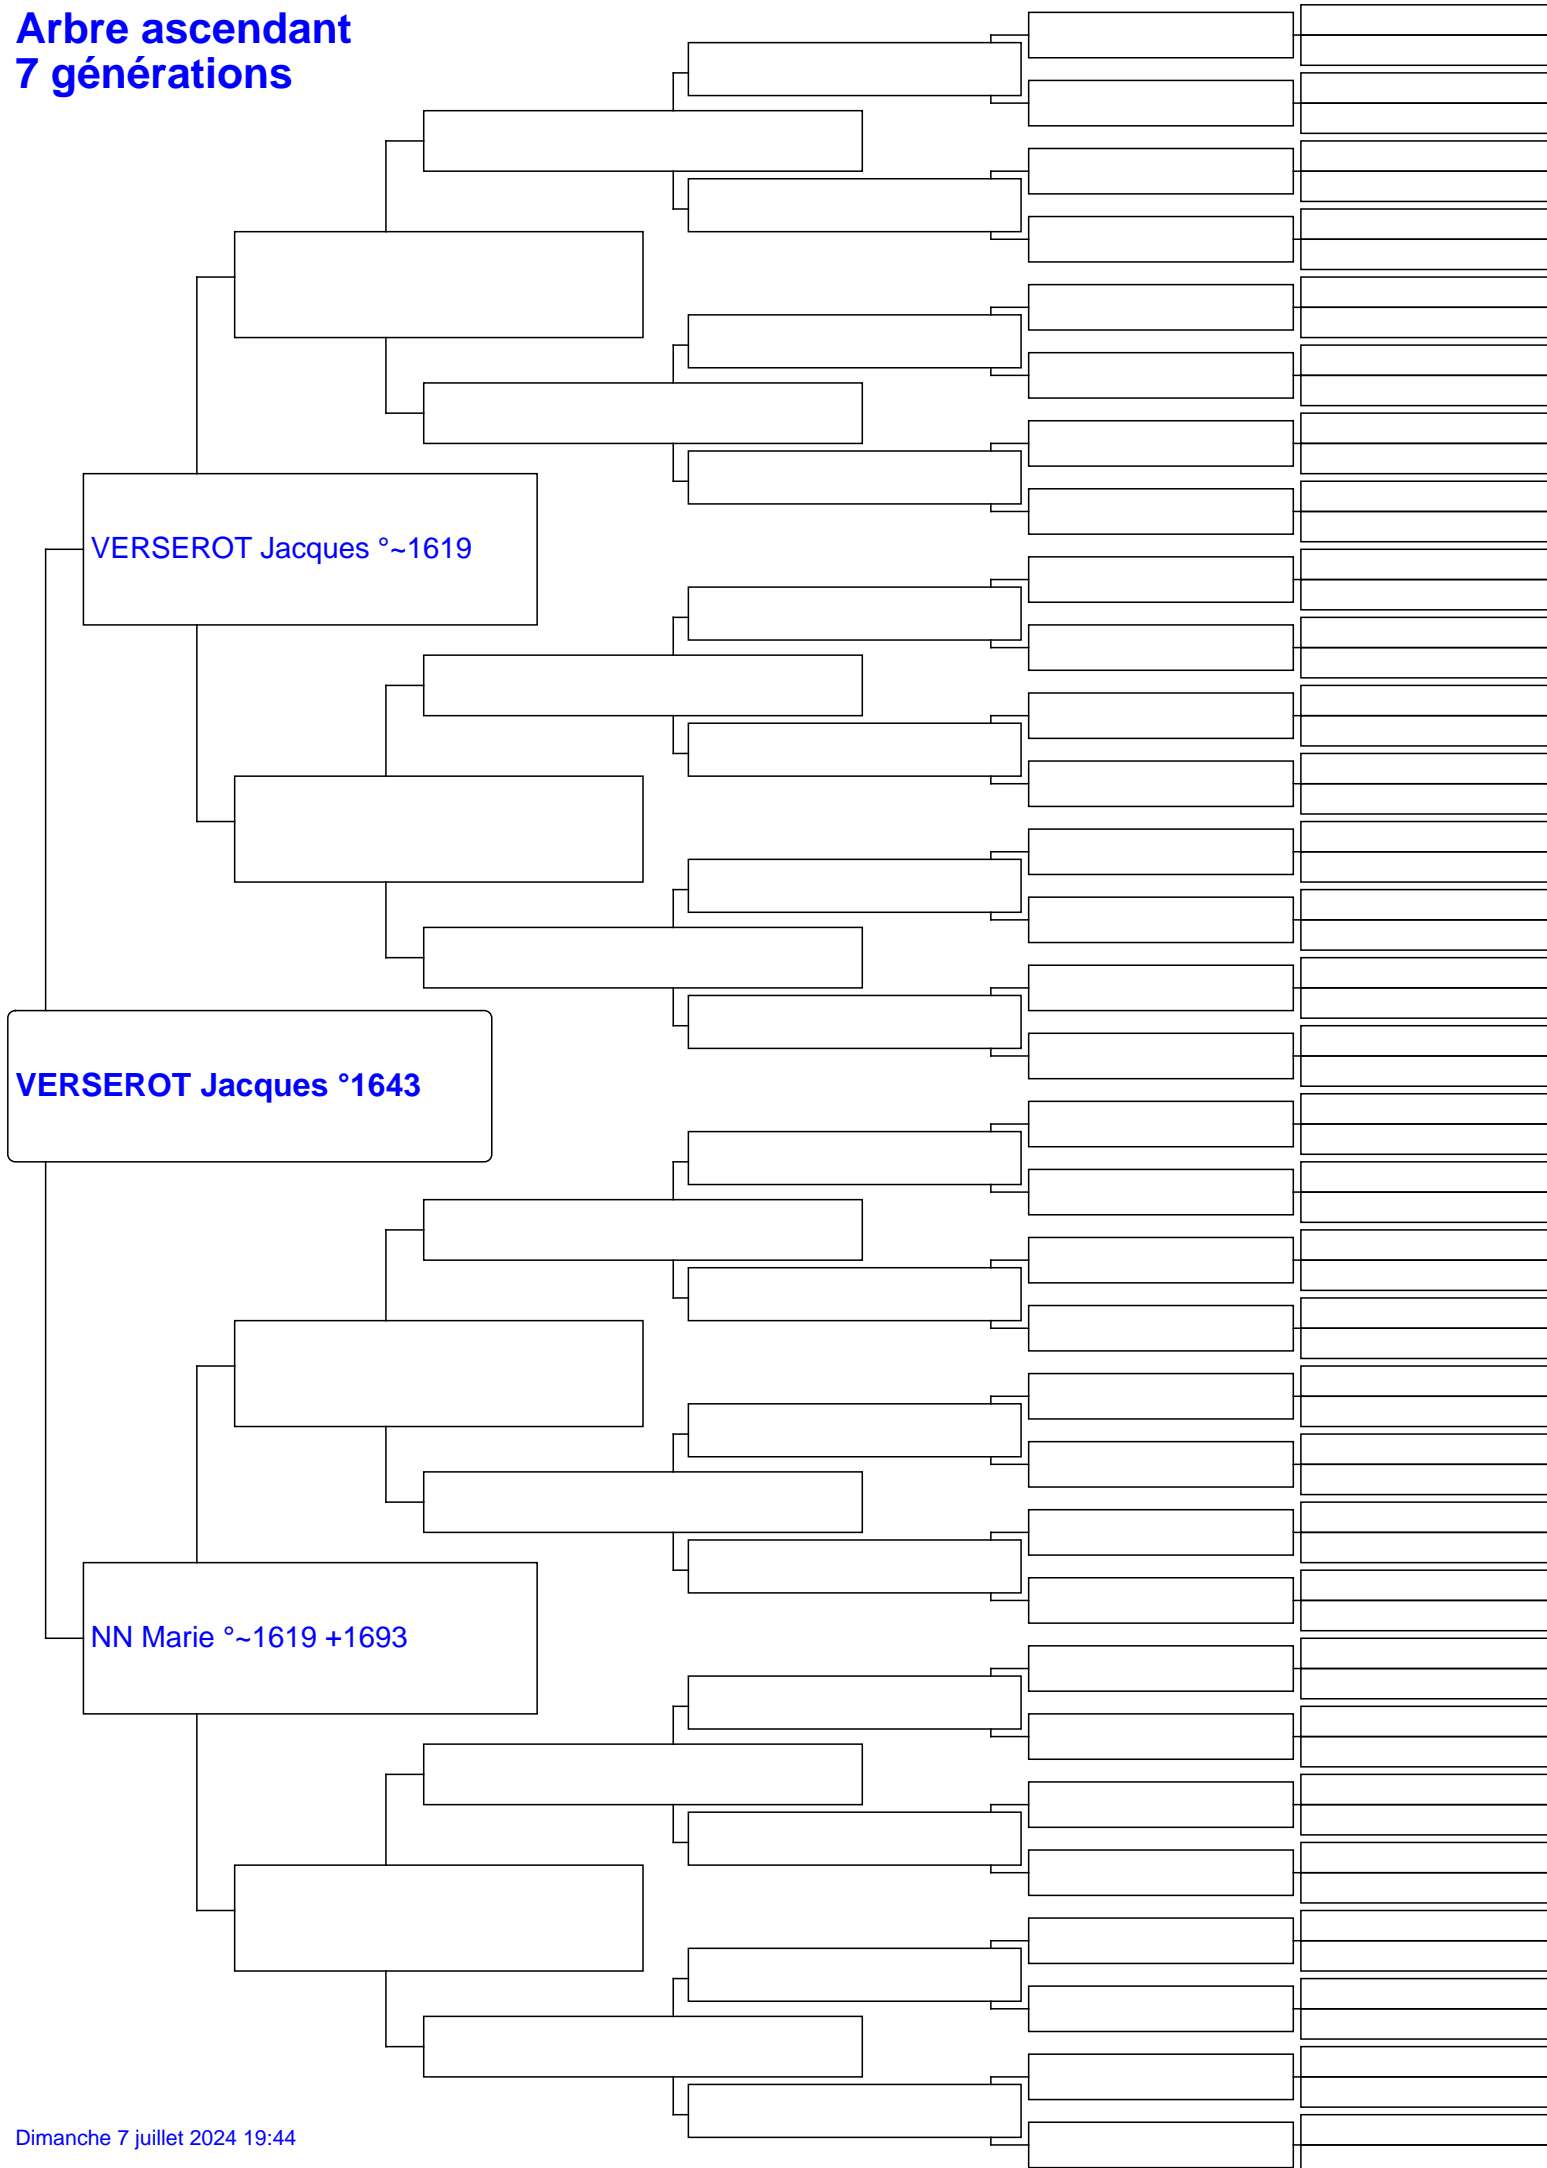 Arbre ascendant
7 générations
VERSEROT Jacques °~1619
VERSEROT Jacques °1643
NN Marie °~1619 +1693
Dimanche 7 juillet 2024 19:44